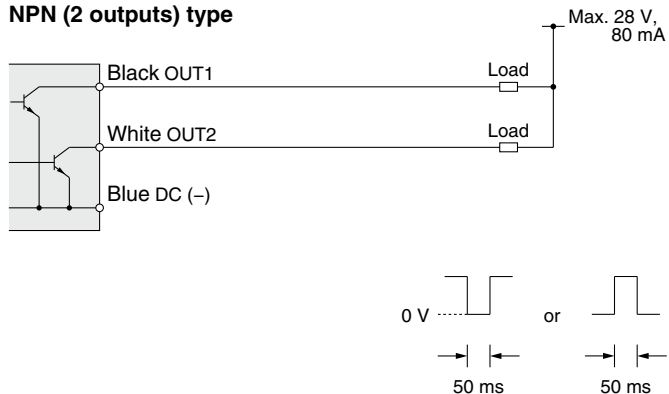 NPN (2 outputs) type
Max. 28 V,
80 mA
Black OUT1
Load
White OUT2
Load
Blue DC (−)
0 V
or
50 ms
50 ms